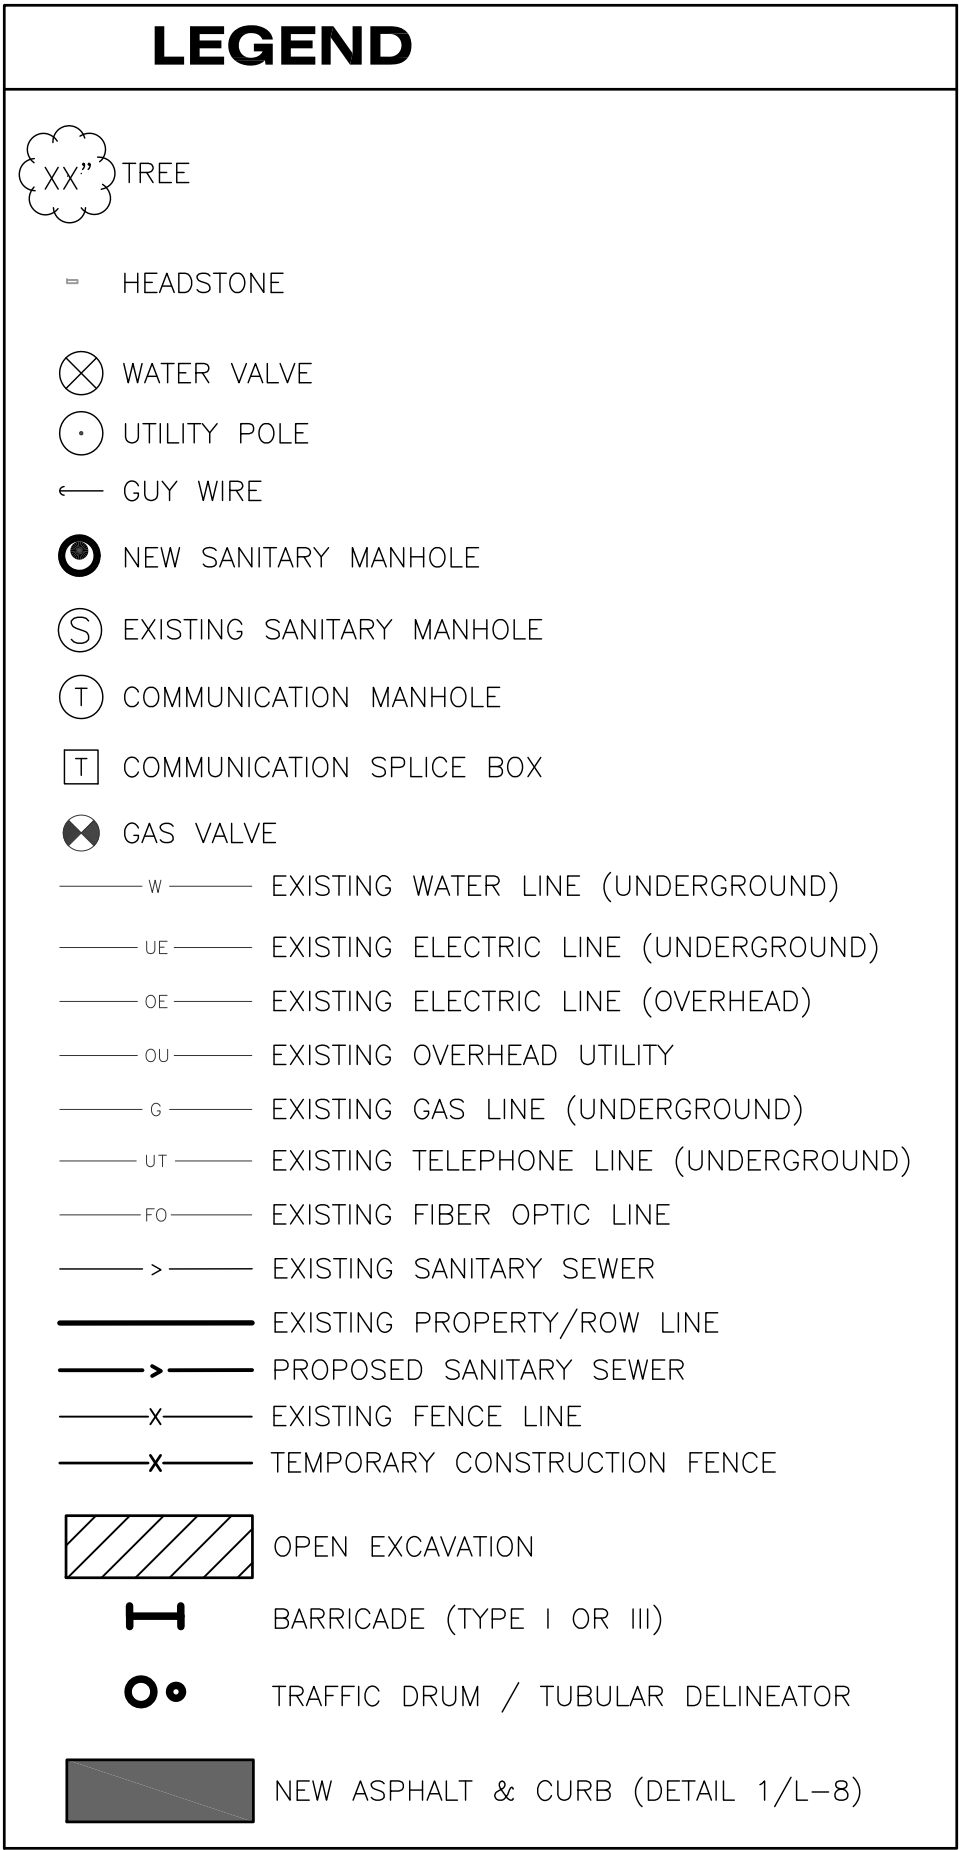 LEGEND
XX” TREE
HEADSTONE
WATER VALVE
UTILITY POLE
GUY WIRE
NEW SANITARY MANHOLE
S EXISTING SANITARY MANHOLE
T COMMUNICATION MANHOLE
T COMMUNICATION SPLICE BOX
GAS VALVE
W EXISTING WATER LINE (UNDERGROUND)
UE EXISTING ELECTRIC LINE (UNDERGROUND)
OE EXISTING ELECTRIC LINE (OVERHEAD)
OU EXISTING OVERHEAD UTILITY
G EXISTING GAS LINE (UNDERGROUND)
UT EXISTING TELEPHONE LINE (UNDERGROUND)
FO EXISTING FIBER OPTIC LINE
> EXISTING SANITARY SEWER
EXISTING PROPERTY/ROW LINE
> PROPOSED SANITARY SEWER
X EXISTING FENCE LINE
X TEMPORARY CONSTRUCTION FENCE
OPEN EXCAVATION
BARRICADE (TYPE I OR III)
TRAFFIC DRUM / TUBULAR DELINEATOR
NEW ASPHALT & CURB (DETAIL 1/L-8)